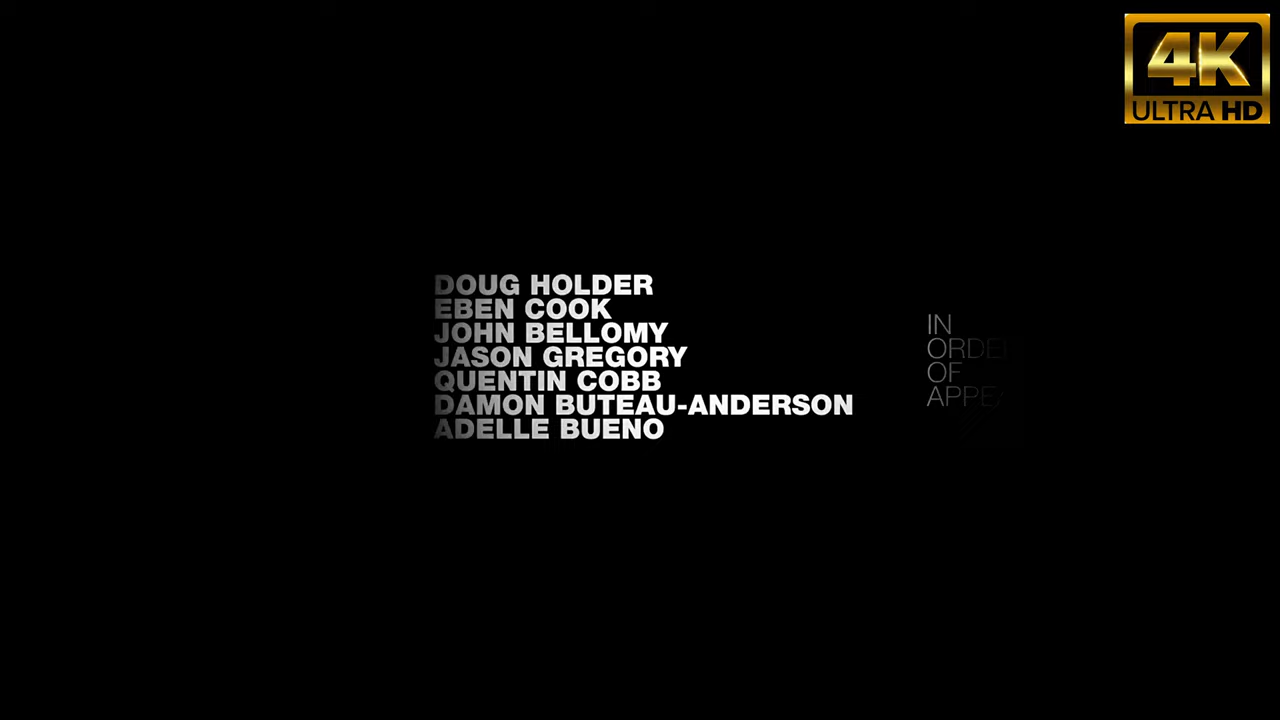 4K
ULTRA HD
DOUG HOLDER
EBEN COOK
JOHN BELLOMY
JASON GREGORY
QUENTIN COBB
DAMON BUTEAU-ANDERSON
ADELLE BUENO
IN
OF